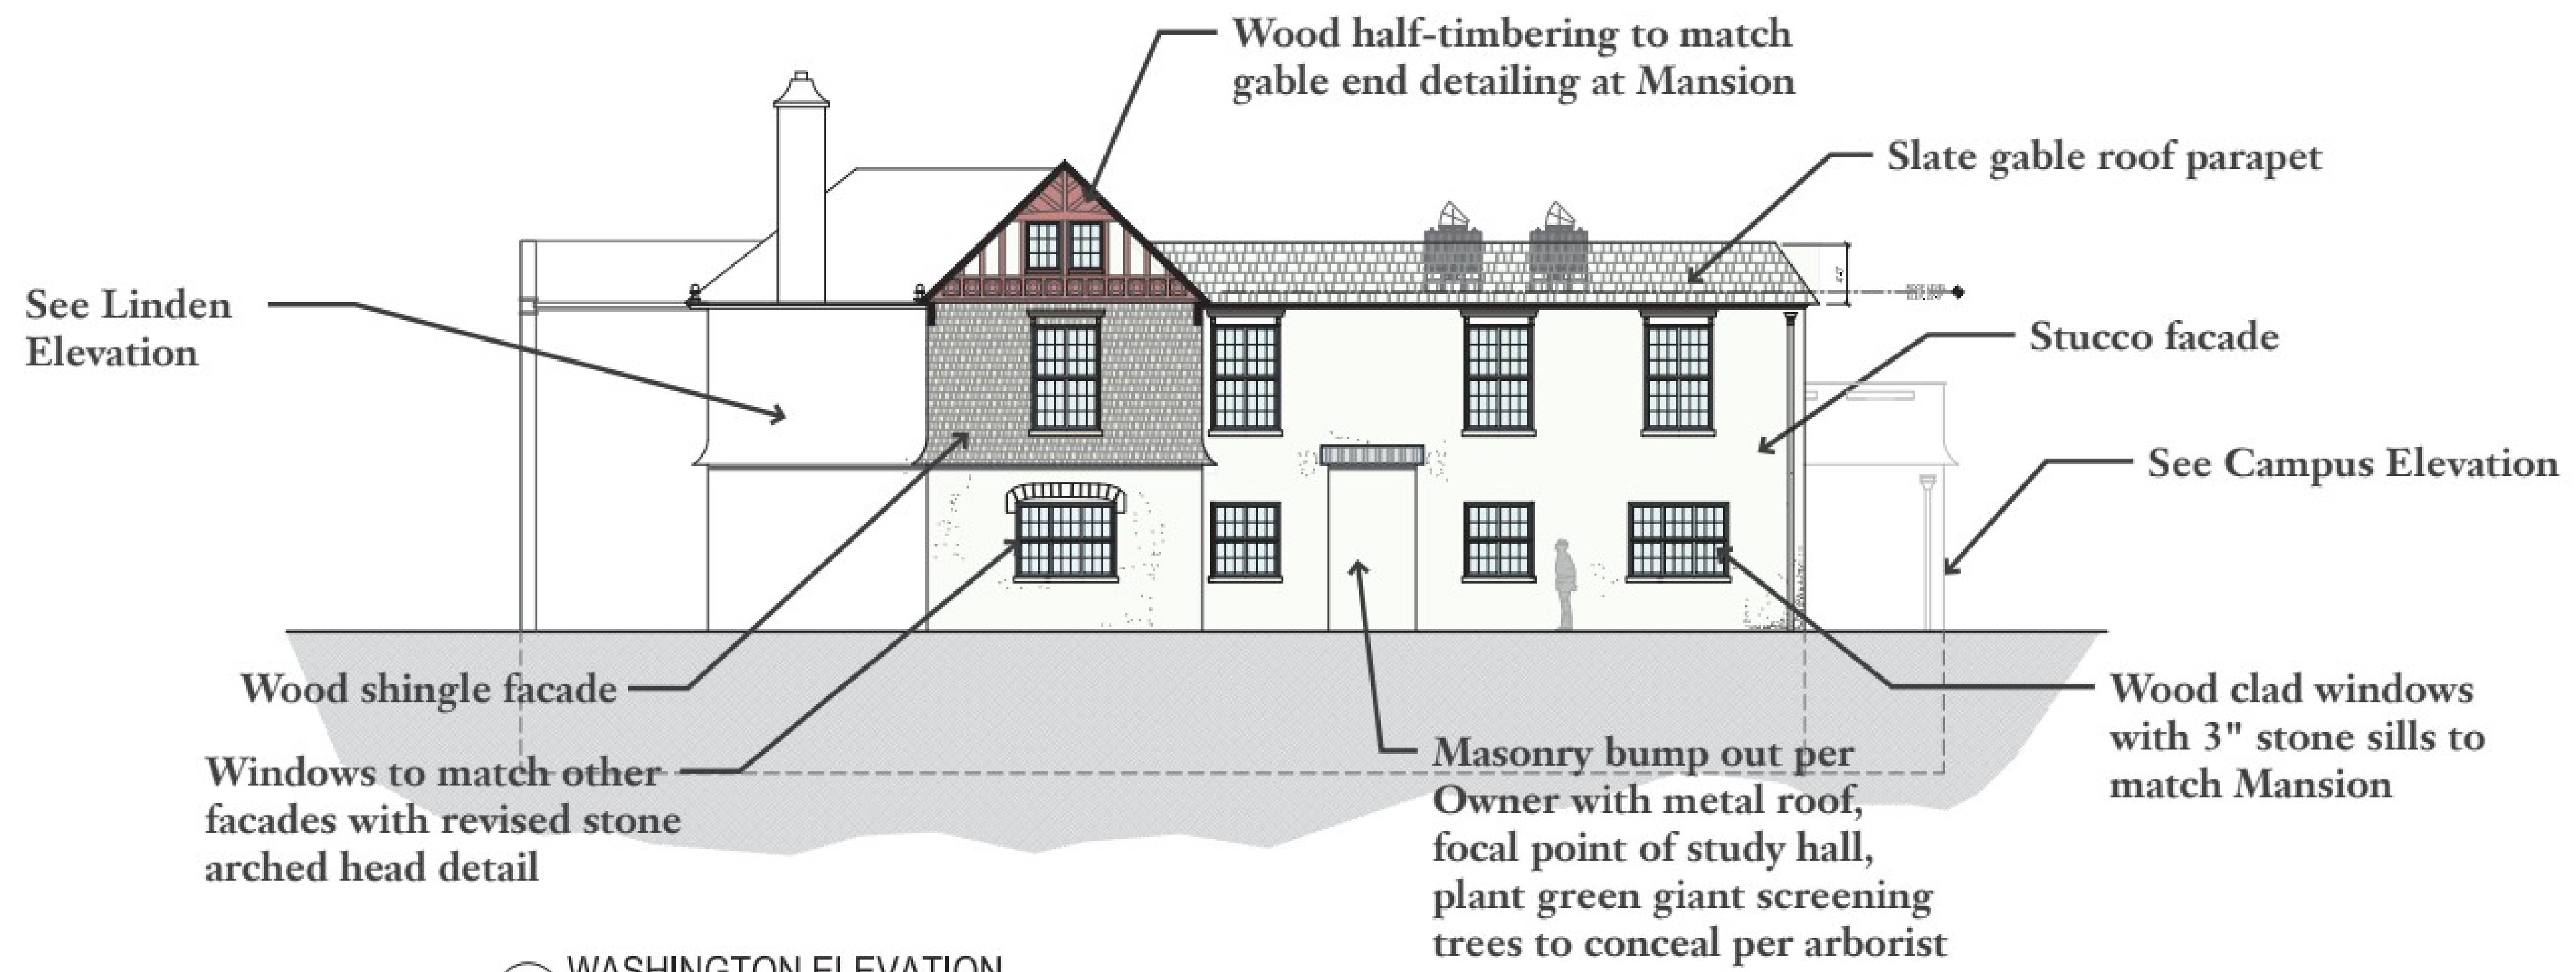 Wood half-timbering to match
gable end detailing at Mansion
Slate gable roof parapet
See Linden
Elevation
Stucco facade
See Campus Elevation
Wood shingle facade
Wood clad windows
with 3" stone sills to
match Mansion
Windows to match other
facades with revised stone
arched head detail
Masonry bump out per
Owner with metal roof,
focal point of study hall,
plant green giant screening
trees to conceal per arborist
WASHINGTON ELEVATION